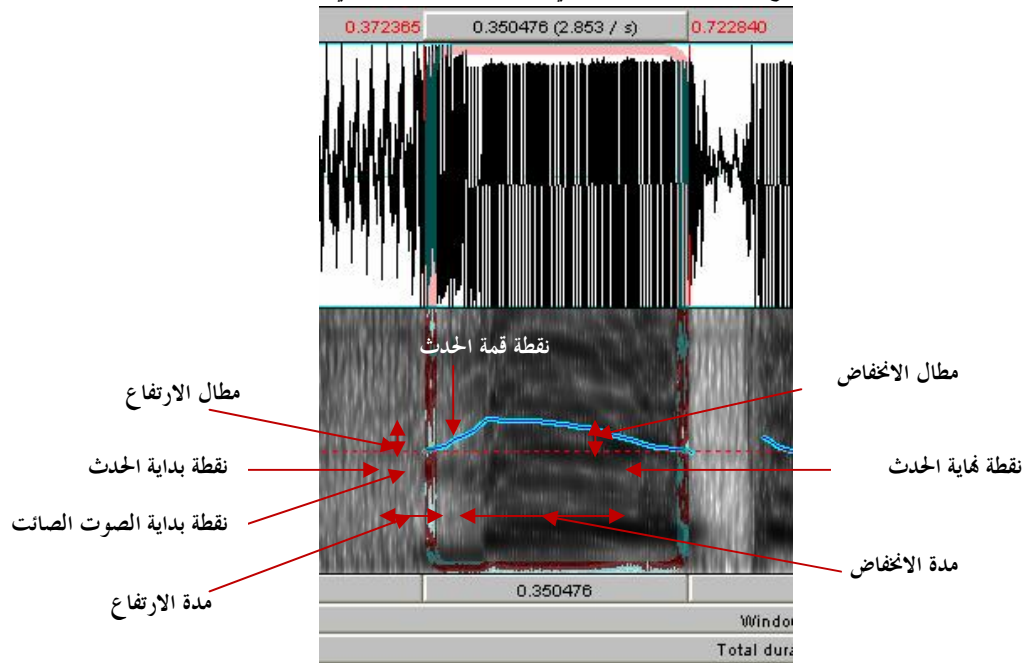 0.372365 0.350476 (2.853 / s) 0.722840
نقطة قمة الحدث
مطال الانخفاض
مطال الارتفاع
نقطة بداية الحدث
نقطة نهاية الحدث
نقطة بداية الصوت الصائت
مدة الانخفاض
مدة الارتفاع
0.350476
Windo
Total dura